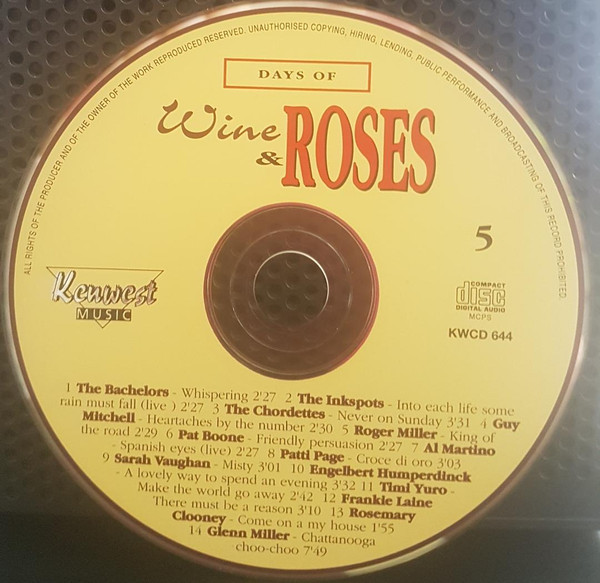 ALL RIGHTS OF THE PRODUCER AND OF THE OWNER OF THE WORK REPRODUCED RESERVED. UNAUTHORISED COPYING, HIRING, LENDING, PUBLIC PERFORMANCE AND BROADCASTING OF THIS RECORD PROHIBITED
DAYS OF
Wine
& ROSES
5
Kenwest
MUSIC
COMPACT
disc
DIGITAL AUDIO
MCPS
KWCD 644
1 The Bachelors - Whispering 2'27 2 The Inkspots - Into each life some
rain must fall (live ) 2'27 3 The Chordettes - Never on Sunday 3'31 4 Guy
Mitchell - Heartaches by the number 2'30 5 Roger Miller - King of
the road 2'29 6 Pat Boone - Friendly persuasion 2'27 7 Al Martino
- Spanish eyes (live) 2'27 8 Patti Page - Croce di oro 3'03
9 Sarah Vaughan - Misty 3'01 10 Engelbert Humperdinck
- A lovely way to spend an evening 3'32 11 Timi Yuro -
Make the world go away 2'42 12 Frankie Laine
There must be a reason 3'10 13 Rosemary
Clooney - Come on a my house 1'55
14 Glenn Miller - Chattanooga
choo-choo 7'49